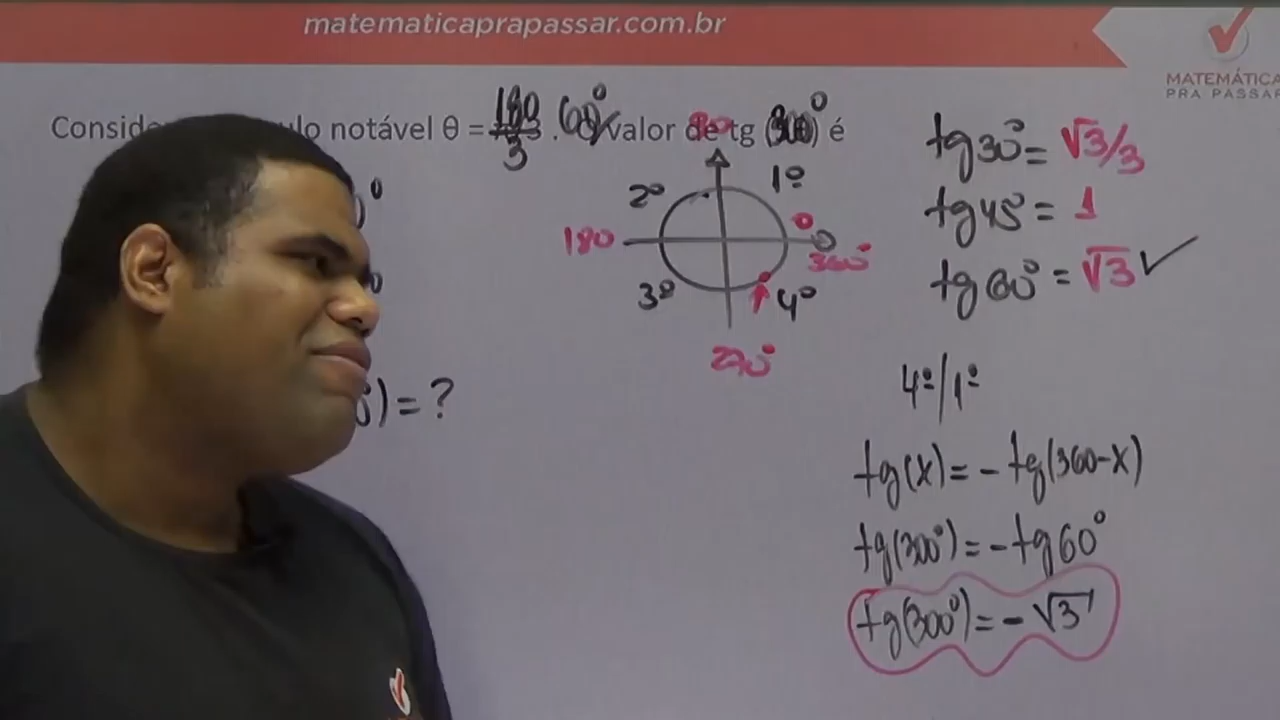 matematicaprapassar.com.br
MATEMÁTICA
PRA PASSAR
notável θ = 180/3 . 60° O valor de tg (300°) é
90
1º
2º
180
0
360°
3º
4º
270°
tg 30° = √3/3
tg 45° = 1
tg 60° = √3 ✓
) = ?
4º/1º
tg(x) = - tg(360-x)
tg(300°) = - tg 60°
tg(300°) = - √3